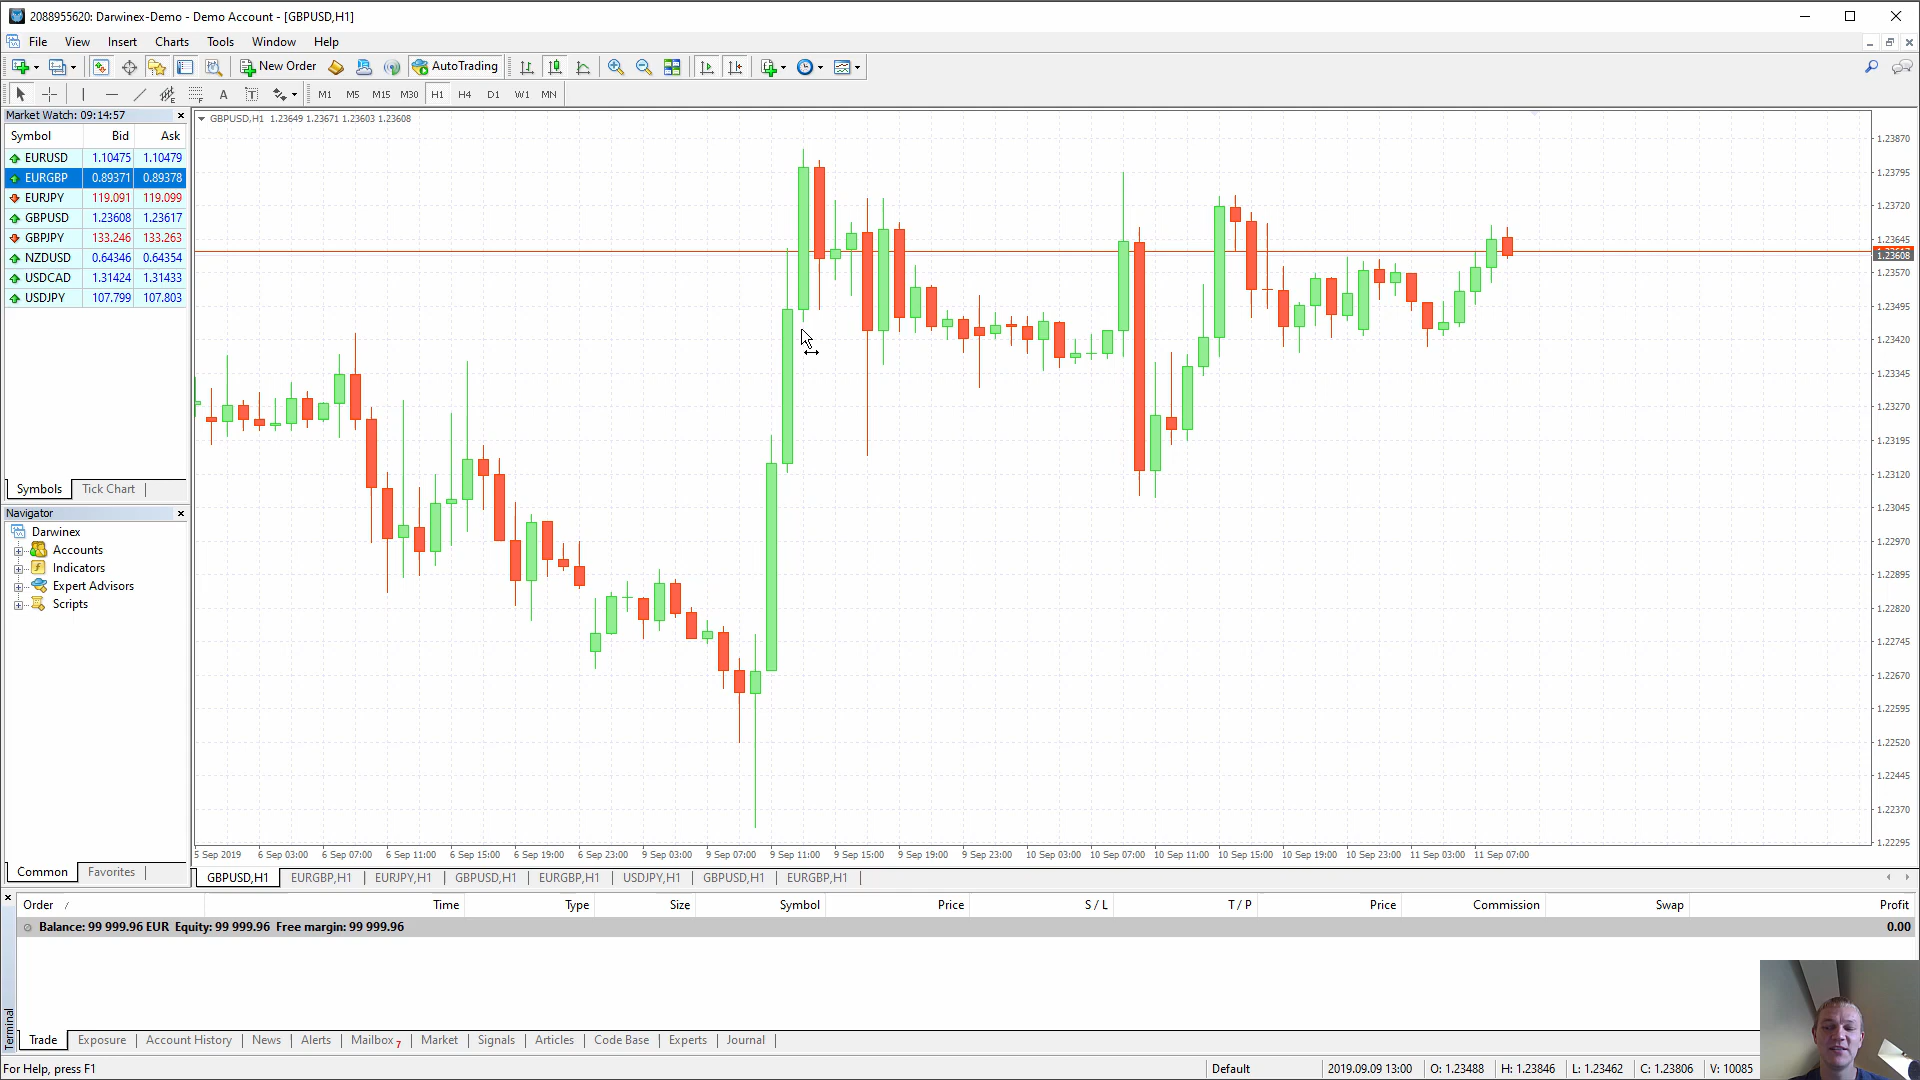 2088955620: Darwinex-Demo - Demo Account - [GBPUSD,H1]
File View Insert Charts Tools Window Help
New Order AutoTrading
A T M1 M5 M15 M30 H1 H4 D1 W1 MN
Market Watch: 09:14:57
Symbol Bid Ask
EURUSD 1.10475 1.10479
EURGBP 0.89371 0.89378
EURJPY 119.091 119.099
GBPUSD 1.23608 1.23617
GBPJPY 133.246 133.263
NZDUSD 0.64346 0.64354
USDCAD 1.31424 1.31433
USDJPY 107.799 107.803
Symbols Tick Chart
Navigator
Darwinex
Accounts
Indicators
Expert Advisors
Scripts
Common Favorites
GBPUSD,H1 1.23649 1.23671 1.23603 1.23608
1.23870
1.23795
1.23720
1.23645
1.23608
1.23570
1.23495
1.23420
1.23345
1.23270
1.23195
1.23120
1.23045
1.22970
1.22895
1.22820
1.22745
1.22670
1.22595
1.22520
1.22445
1.22370
1.22295
5 Sep 2019 6 Sep 03:00 6 Sep 07:00 6 Sep 11:00 6 Sep 15:00 6 Sep 19:00 6 Sep 23:00 9 Sep 03:00 9 Sep 07:00 9 Sep 11:00 9 Sep 15:00 9 Sep 19:00 9 Sep 23:00 10 Sep 03:00 10 Sep 07:00 10 Sep 11:00 10 Sep 15:00 10 Sep 19:00 10 Sep 23:00 11 Sep 03:00 11 Sep 07:00
GBPUSD,H1 EURGBP,H1 EURJPY,H1 GBPUSD,H1 EURGBP,H1 USDJPY,H1 GBPUSD,H1 EURGBP,H1
Order / Time Type Size Symbol Price S / L T / P Price Commission Swap Profit
Balance: 99 999.96 EUR Equity: 99 999.96 Free margin: 99 999.96 0.00
Terminal
Trade Exposure Account History News Alerts Mailbox 7 Market Signals Articles Code Base Experts Journal
For Help, press F1 Default 2019.09.09 13:00 O: 1.23488 H: 1.23846 L: 1.23462 C: 1.23806 V: 10085